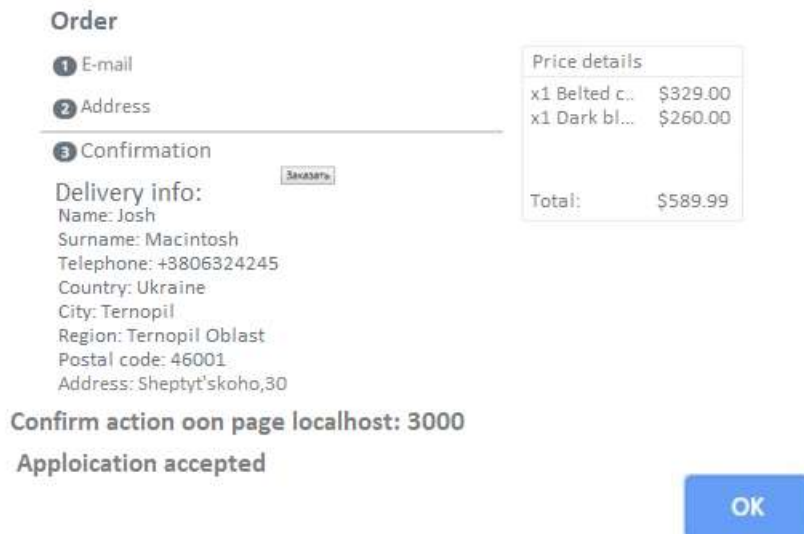 Order
1 E-mail
2 Address
3 Confirmation
Заказать
Delivery info:
Name: Josh
Surname: Macintosh
Telephone: +3806324245
Country: Ukraine
City: Ternopil
Region: Ternopil Oblast
Postal code: 46001
Address: Sheptyt'skoho,30
Price details
x1 Belted c.. $329.00
x1 Dark bl... $260.00
Total: $589.99
Confirm action oon page localhost: 3000
Apploication accepted
OK